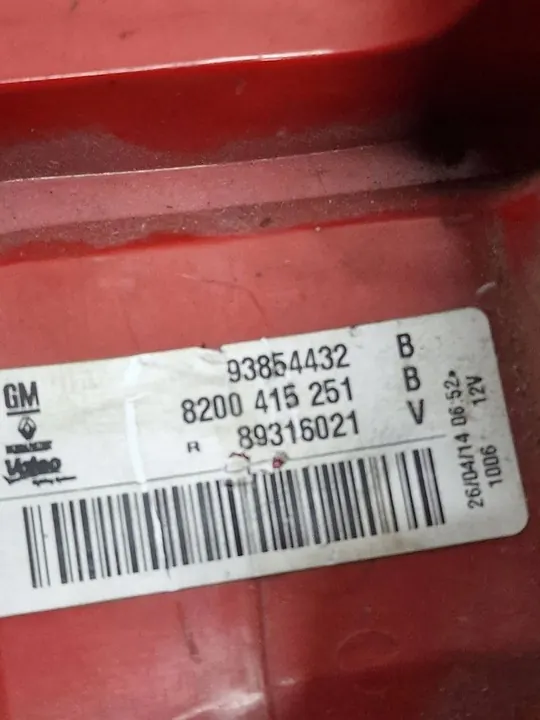 GM
93854432 B
8200 415 251 B
R 89316021 V
Valeo
26/04/14 06:52
12V
1006